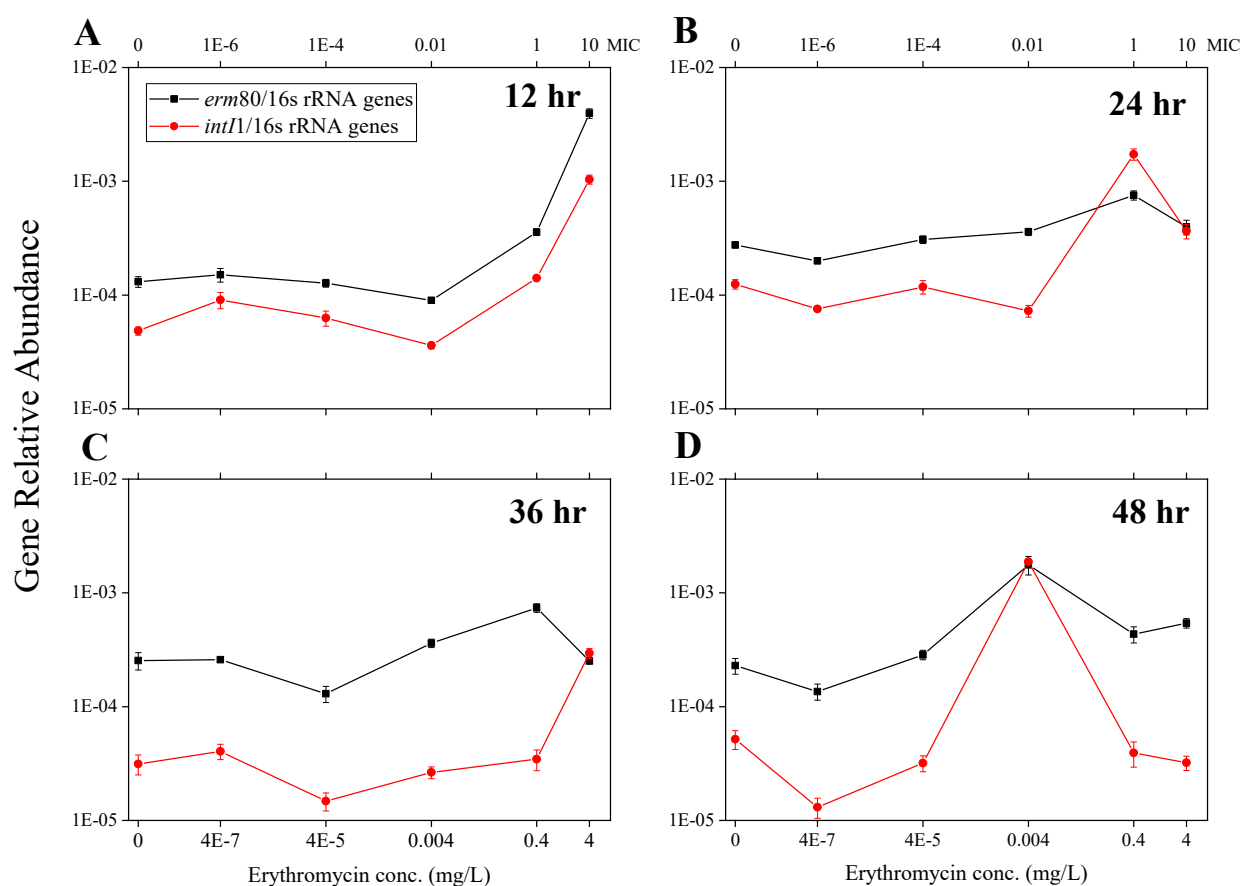 A
0 1E-6 1E-4 0.01 1 10 MIC
B
0 1E-6 1E-4 0.01 1 10 MIC
1E-02
erm80/16s rRNA genes
intI1/16s rRNA genes
12 hr
1E-03
1E-04
1E-05
1E-02
24 hr
1E-03
1E-04
1E-05
Gene Relative Abundance
C
1E-02
36 hr
1E-03
1E-04
1E-05
0 4E-7 4E-5 0.004 0.4 4
Erythromycin conc. (mg/L)
D
1E-02
48 hr
1E-03
1E-04
1E-05
0 4E-7 4E-5 0.004 0.4 4
Erythromycin conc. (mg/L)